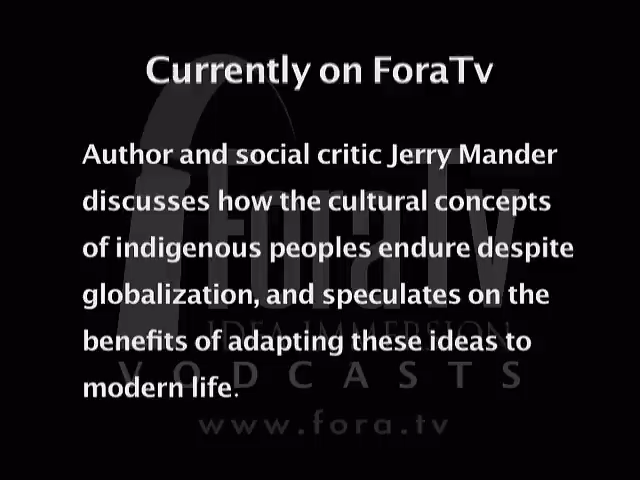 Currently on ForaTv
Author and social critic Jerry Mander
discusses how the cultural concepts
of indigenous peoples endure despite
globalization, and speculates on the
benefits of adapting these ideas to
modern life.
ForaTv
IDEA IMMERSION
VODCASTS
www.fora.tv